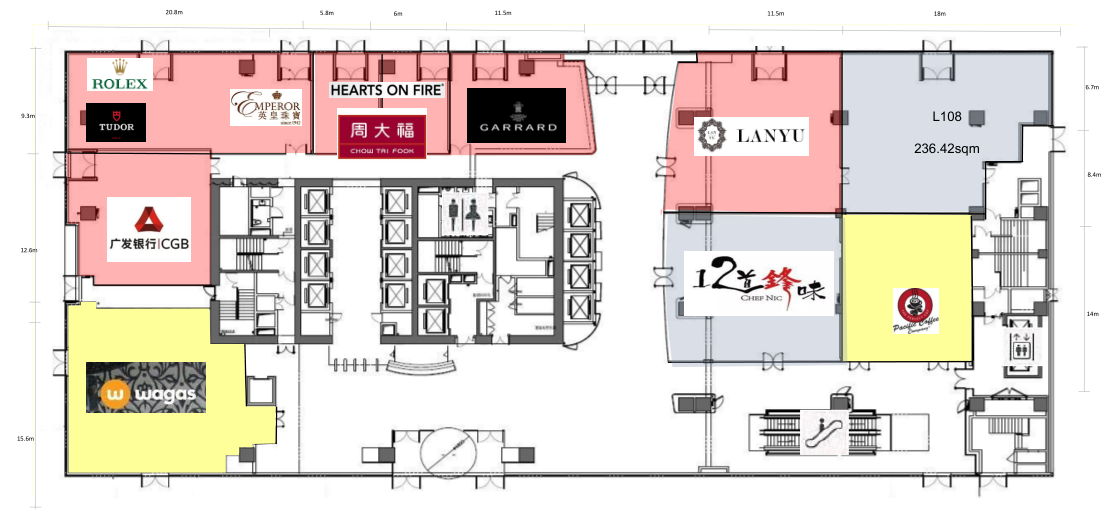 20.8m
5.8m
6m
11.5m
11.5m
18m
ROLEX
TUDOR
EMPEROR
英皇珠寶
since 1942
HEARTS ON FIRE
周大福
CHOW TAI FOOK
GARRARD
LAN YU
LANYU
L108
236.42sqm
6.7m
9.3m
8.4m
广发银行|CGB
12.6m
12道鋒味
CHEF NIC
Pacific Coffee
Company
14m
w wagas
15.6m